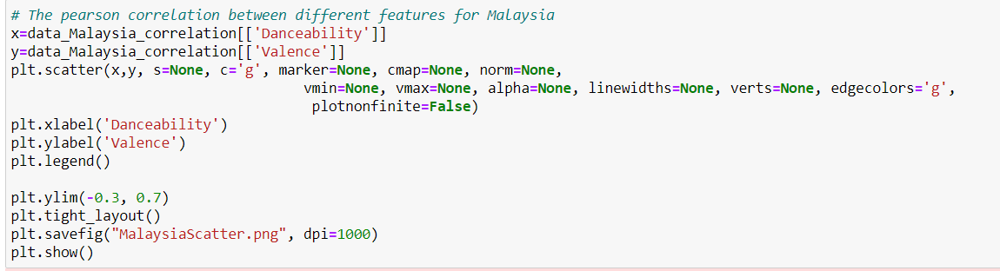 # The pearson correlation between different features for Malaysia
x=data_Malaysia_correlation[['Danceability']]
y=data_Malaysia_correlation[['Valence']]
plt.scatter(x,y, s=None, c='g', marker=None, cmap=None, norm=None,
vmin=None, vmax=None, alpha=None, linewidths=None, verts=None, edgecolors='g',
plotnonfinite=False)
plt.xlabel('Danceability')
plt.ylabel('Valence')
plt.legend()
plt.ylim(-0.3, 0.7)
plt.tight_layout()
plt.savefig("MalaysiaScatter.png", dpi=1000)
plt.show()